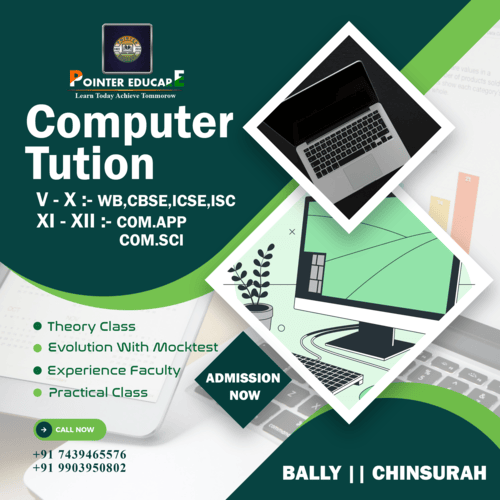 POINTER EDUCAPE
Learn Today Achieve Tommorow
Computer
Tution
V - X :- WB,CBSE,ICSE,ISC
XI - XII :- COM.APP
COM.SCI
Theory Class
Evolution With Mocktest
Experience Faculty
Practical Class
ADMISSION
NOW
CALL NOW
+91 7439465576
+91 9903950802
BALLY || CHINSURAH